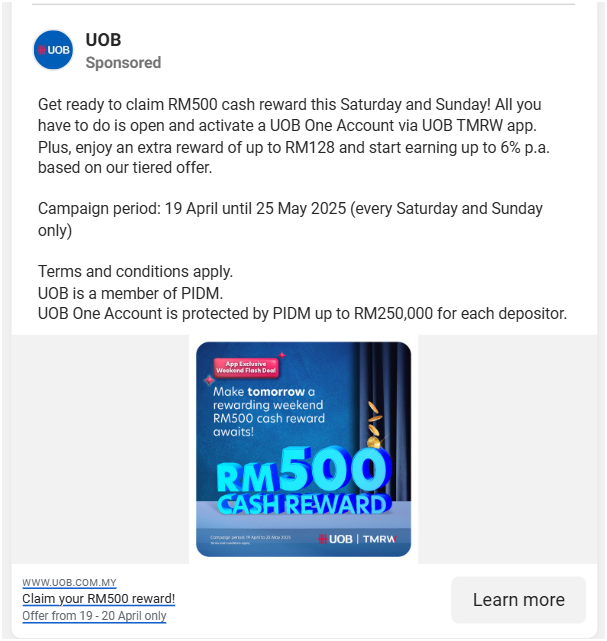 UOB
UOB
Sponsored
Get ready to claim RM500 cash reward this Saturday and Sunday! All you
have to do is open and activate a UOB One Account via UOB TMRW app.
Plus, enjoy an extra reward of up to RM128 and start earning up to 6% p.a.
based on our tiered offer.
Campaign period: 19 April until 25 May 2025 (every Saturday and Sunday
only)
Terms and conditions apply.
UOB is a member of PIDM.
UOB One Account is protected by PIDM up to RM250,000 for each depositor.
App Exclusive
Weekend Flash Deal
Make tomorrow a
rewarding weekend
RM500 cash reward
awaits!
RM500
CASH REWARD
Campaign period: 19 April to 25 May 2025
UOB | TMRW
WWW.UOB.COM.MY
Claim your RM500 reward!
Offer from 19 - 20 April only
Learn more